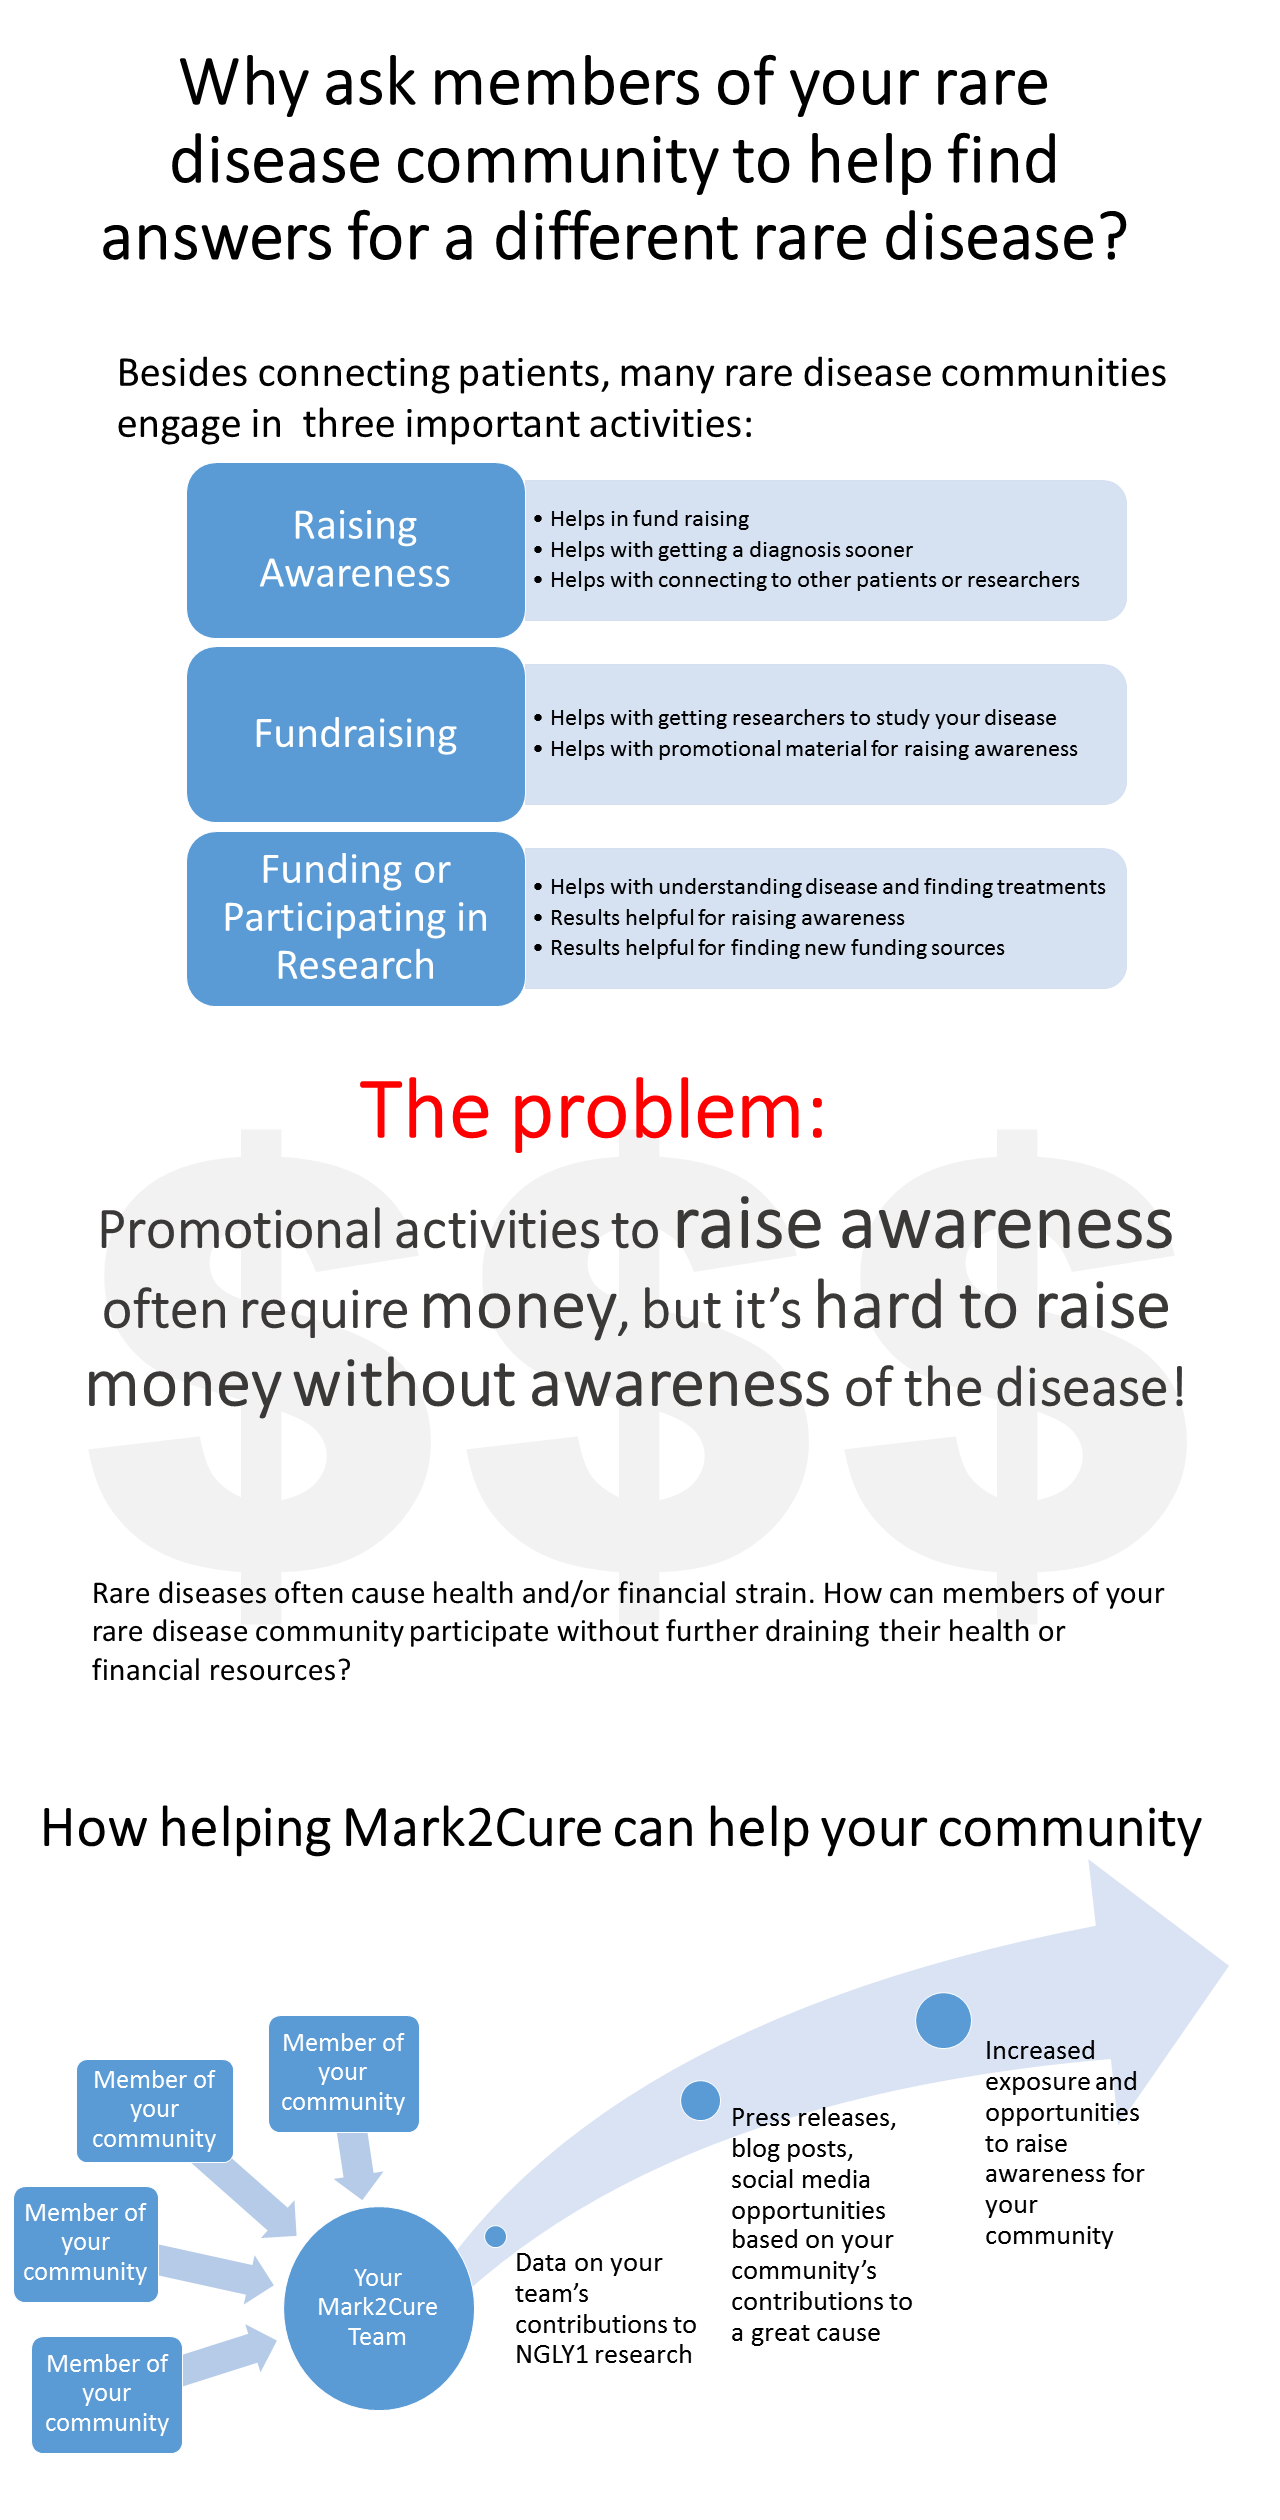 Why ask members of your rare
disease community to help find
answers for a different rare disease?
Besides connecting patients, many rare disease communities
engage in  three important activities:
Raising
Awareness
• Helps in fund raising
• Helps with getting a diagnosis sooner
• Helps with connecting to other patients or researchers
Fundraising
• Helps with getting researchers to study your disease
• Helps with promotional material for raising awareness
Funding or
Participating in
Research
• Helps with understanding disease and finding treatments
• Results helpful for raising awareness
• Results helpful for finding new funding sources
$$$
The problem:
Promotional activities to raise awareness
often require money, but it’s hard to raise
money without awareness of the disease!
Rare diseases often cause health and/or financial strain. How can members of your
rare disease community participate without further draining their health or
financial resources?
How helping Mark2Cure can help your community
Member of
your
community
Member of
your
community
Member of
your
community
Member of
your
community
Your
Mark2Cure
Team
Data on your
team’s
contributions to
NGLY1 research
Press releases,
blog posts,
social media
opportunities
based on your
community’s
contributions to
a great cause
Increased
exposure and
opportunities
to raise
awareness for
your
community